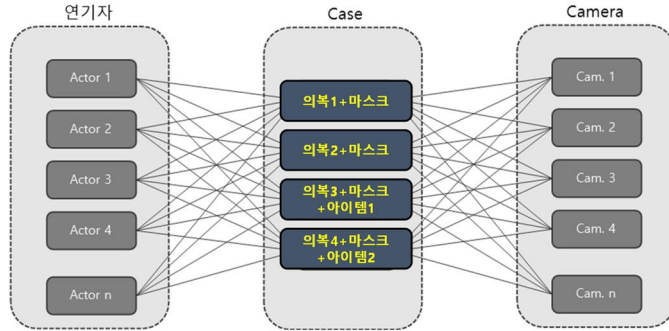 연기자
Case
Camera
Actor 1
Actor 2
Actor 3
Actor 4
Actor n
의복1+마스크
의복2+마스크
의복3+마스크
+아이템1
의복4+마스크
+아이템2
Cam. 1
Cam. 2
Cam. 3
Cam. 4
Cam. n